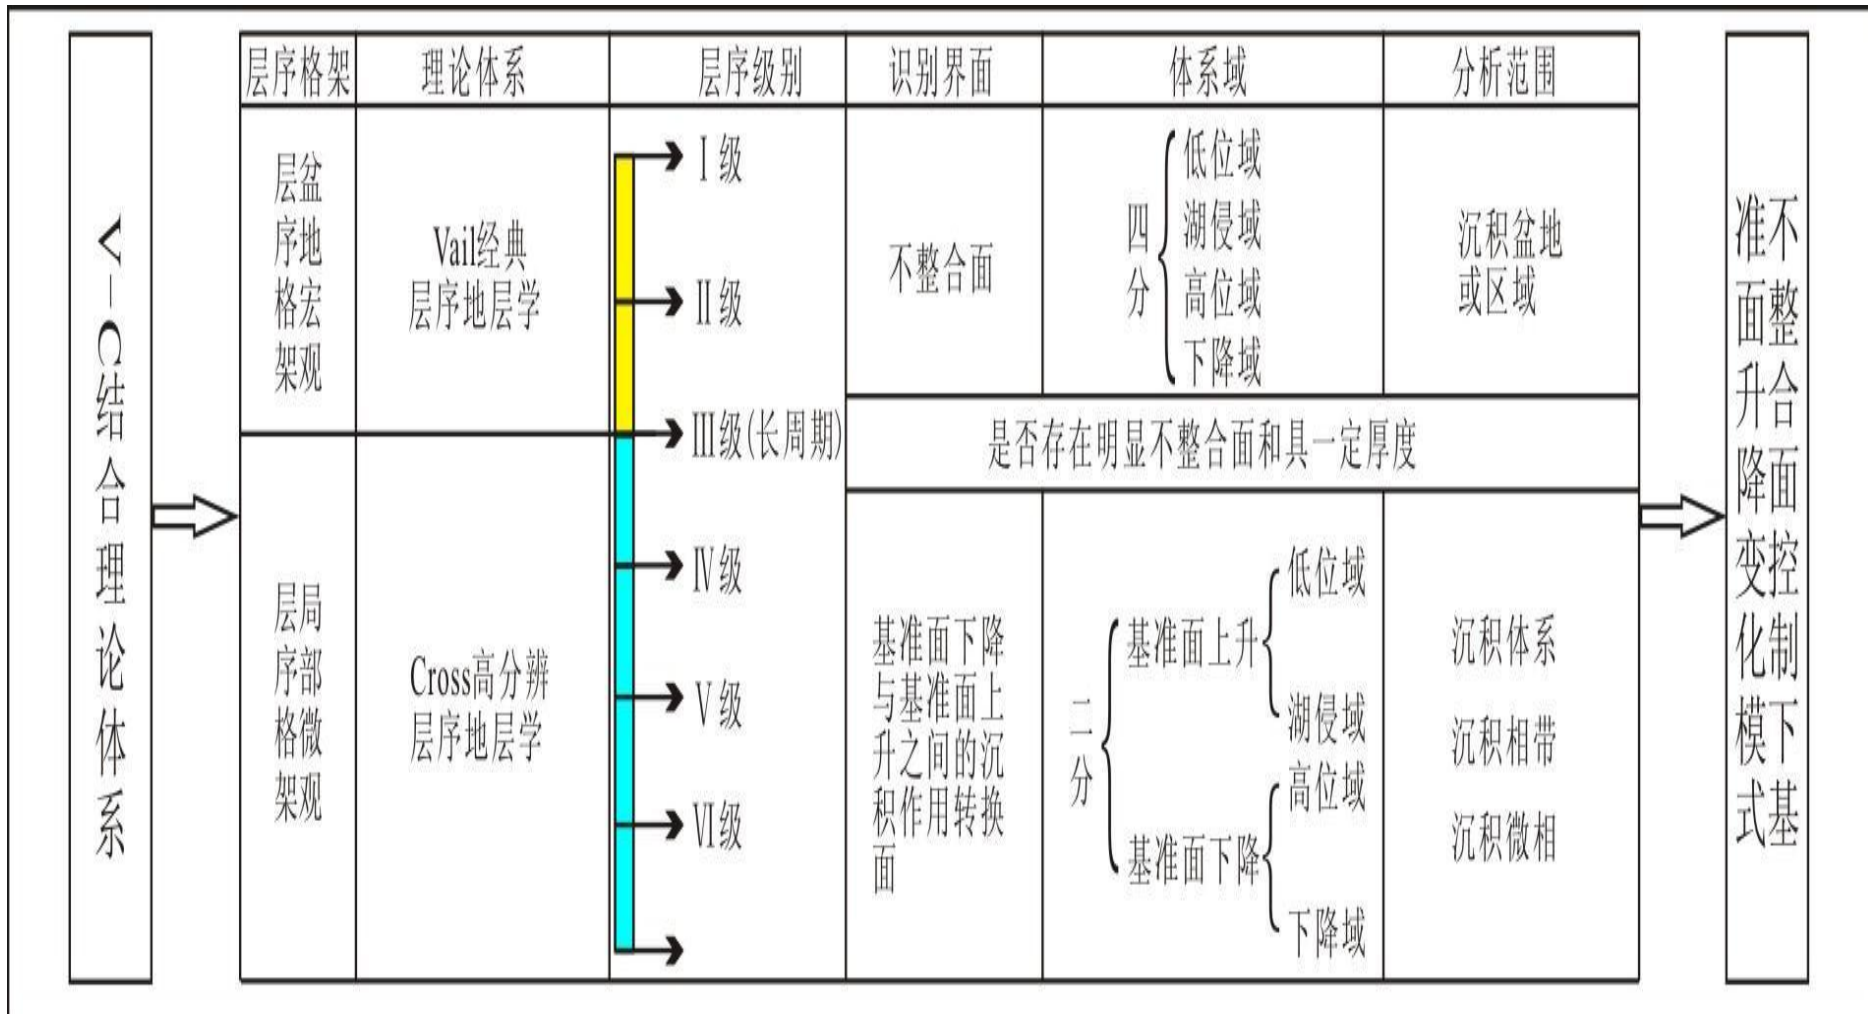 V-C结合理论体系
层序格架
理论体系
层序级别
识别界面
体系域
分析范围
盆地宏观
层序格架
Vail经典
层序地层学
Ⅰ级
Ⅱ级
Ⅲ级(长周期)
不整合面
四分
低位域
湖侵域
高位域
下降域
沉积盆地
或区域
是否存在明显不整合面和具一定厚度
局部微观
层序格架
Cross高分辨
层序地层学
Ⅳ级
Ⅴ级
Ⅵ级
基准面下降
与基准面上
升之间的沉
积作用转换
面
二分
基准面上升
低位域
湖侵域
基准面下降
高位域
下降域
沉积体系
沉积相带
沉积微相
不整合面控制下基
准面升降变化模式